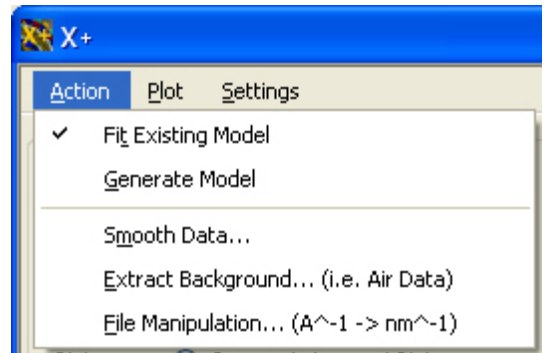 X+
Action Plot Settings
✓ Fit Existing Model
Generate Model
Smooth Data...
Extract Background... (i.e. Air Data)
File Manipulation... (A^-1 -> nm^-1)